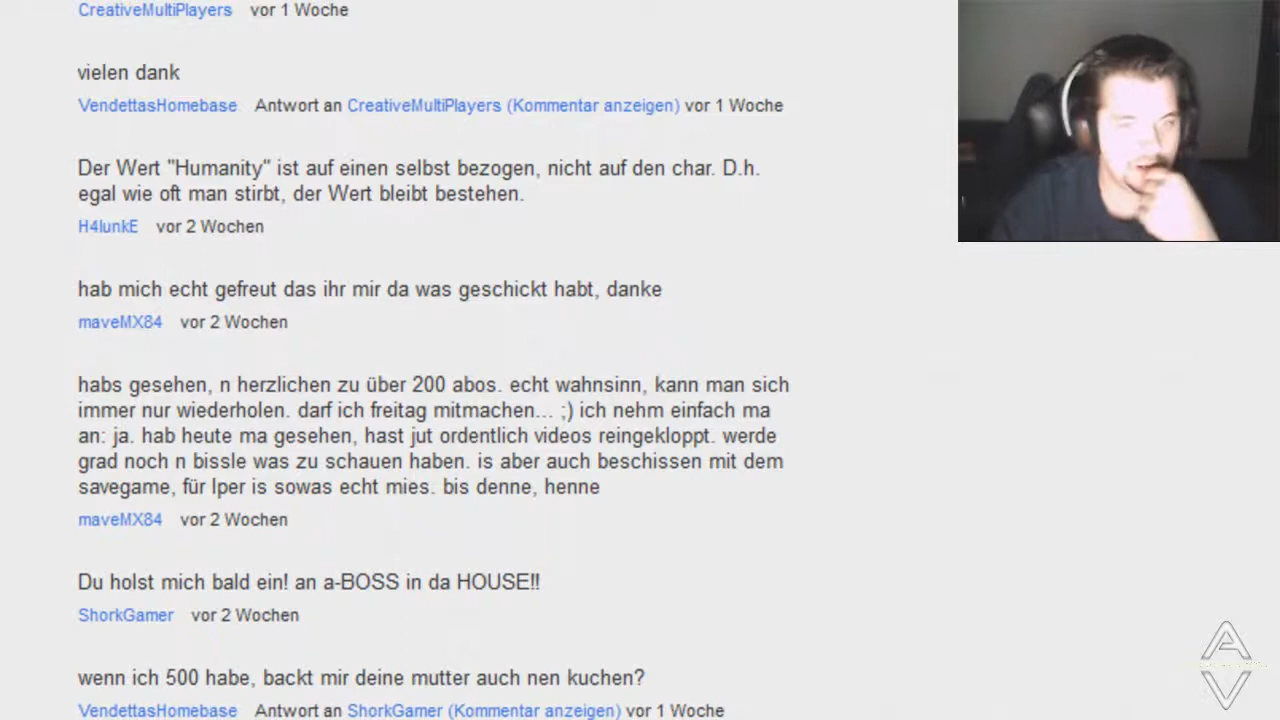 CreativeMultiPlayers vor 1 Woche
vielen dank
VendettasHomebase Antwort an CreativeMultiPlayers (Kommentar anzeigen) vor 1 Woche
Der Wert "Humanity" ist auf einen selbst bezogen, nicht auf den char. D.h.
egal wie oft man stirbt, der Wert bleibt bestehen.
H4lunkE vor 2 Wochen
hab mich echt gefreut das ihr mir da was geschickt habt, danke
maveMX84 vor 2 Wochen
habs gesehen, n herzlichen zu über 200 abos. echt wahnsinn, kann man sich
immer nur wiederholen. darf ich freitag mitmachen... ;) ich nehm einfach ma
an: ja. hab heute ma gesehen, hast jut ordentlich videos reingekloppt. werde
grad noch n bissle was zu schauen haben. is aber auch beschissen mit dem
savegame, für lper is sowas echt mies. bis denne, henne
maveMX84 vor 2 Wochen
Du holst mich bald ein! an a-BOSS in da HOUSE!!
ShorkGamer vor 2 Wochen
wenn ich 500 habe, backt mir deine mutter auch nen kuchen?
VendettasHomebase Antwort an ShorkGamer (Kommentar anzeigen) vor 1 Woche